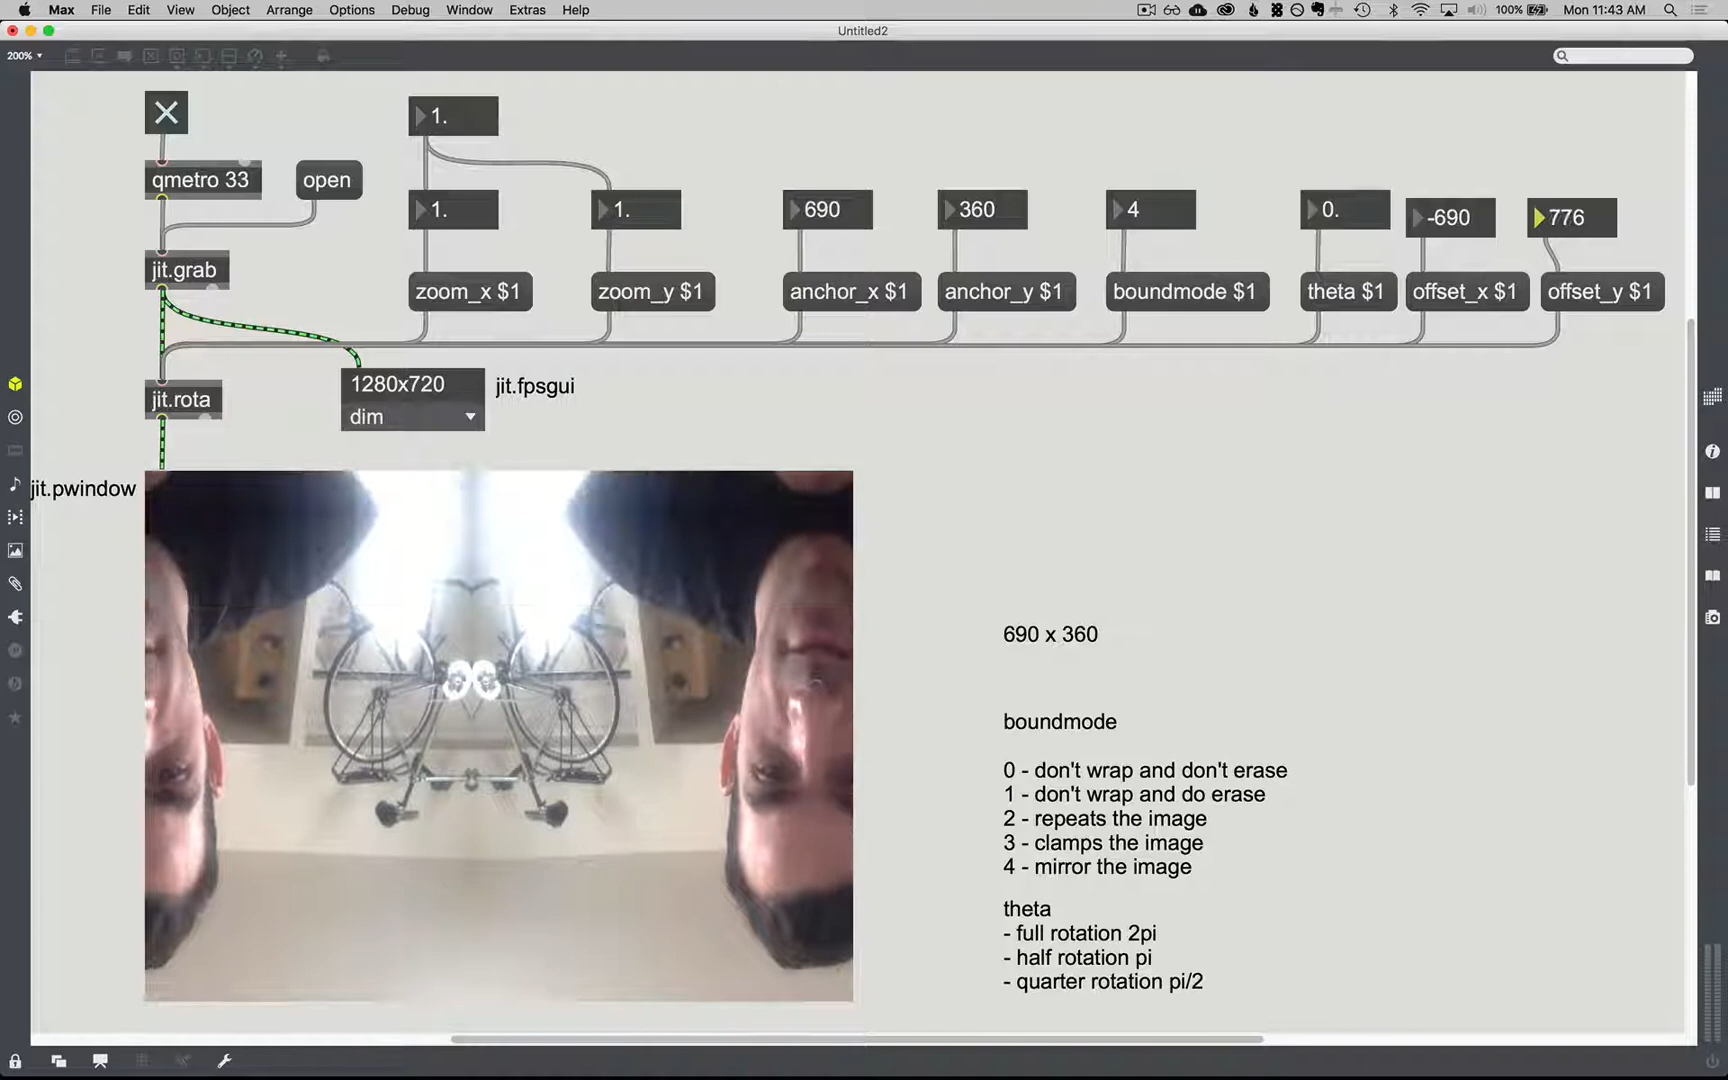 Max File Edit View Object Arrange Options Debug Window Extras Help
100% Mon 11:43 AM
Untitled2
200%
1.
qmetro 33
open
1.
1.
690
360
4
0.
-690
776
jit.grab
zoom_x $1
zoom_y $1
anchor_x $1
anchor_y $1
boundmode $1
theta $1
offset_x $1
offset_y $1
jit.rota
1280x720
dim
jit.fpsgui
jit.pwindow
690 x 360
boundmode
0 - don't wrap and don't erase
1 - don't wrap and do erase
2 - repeats the image
3 - clamps the image
4 - mirror the image
theta
- full rotation 2pi
- half rotation pi
- quarter rotation pi/2